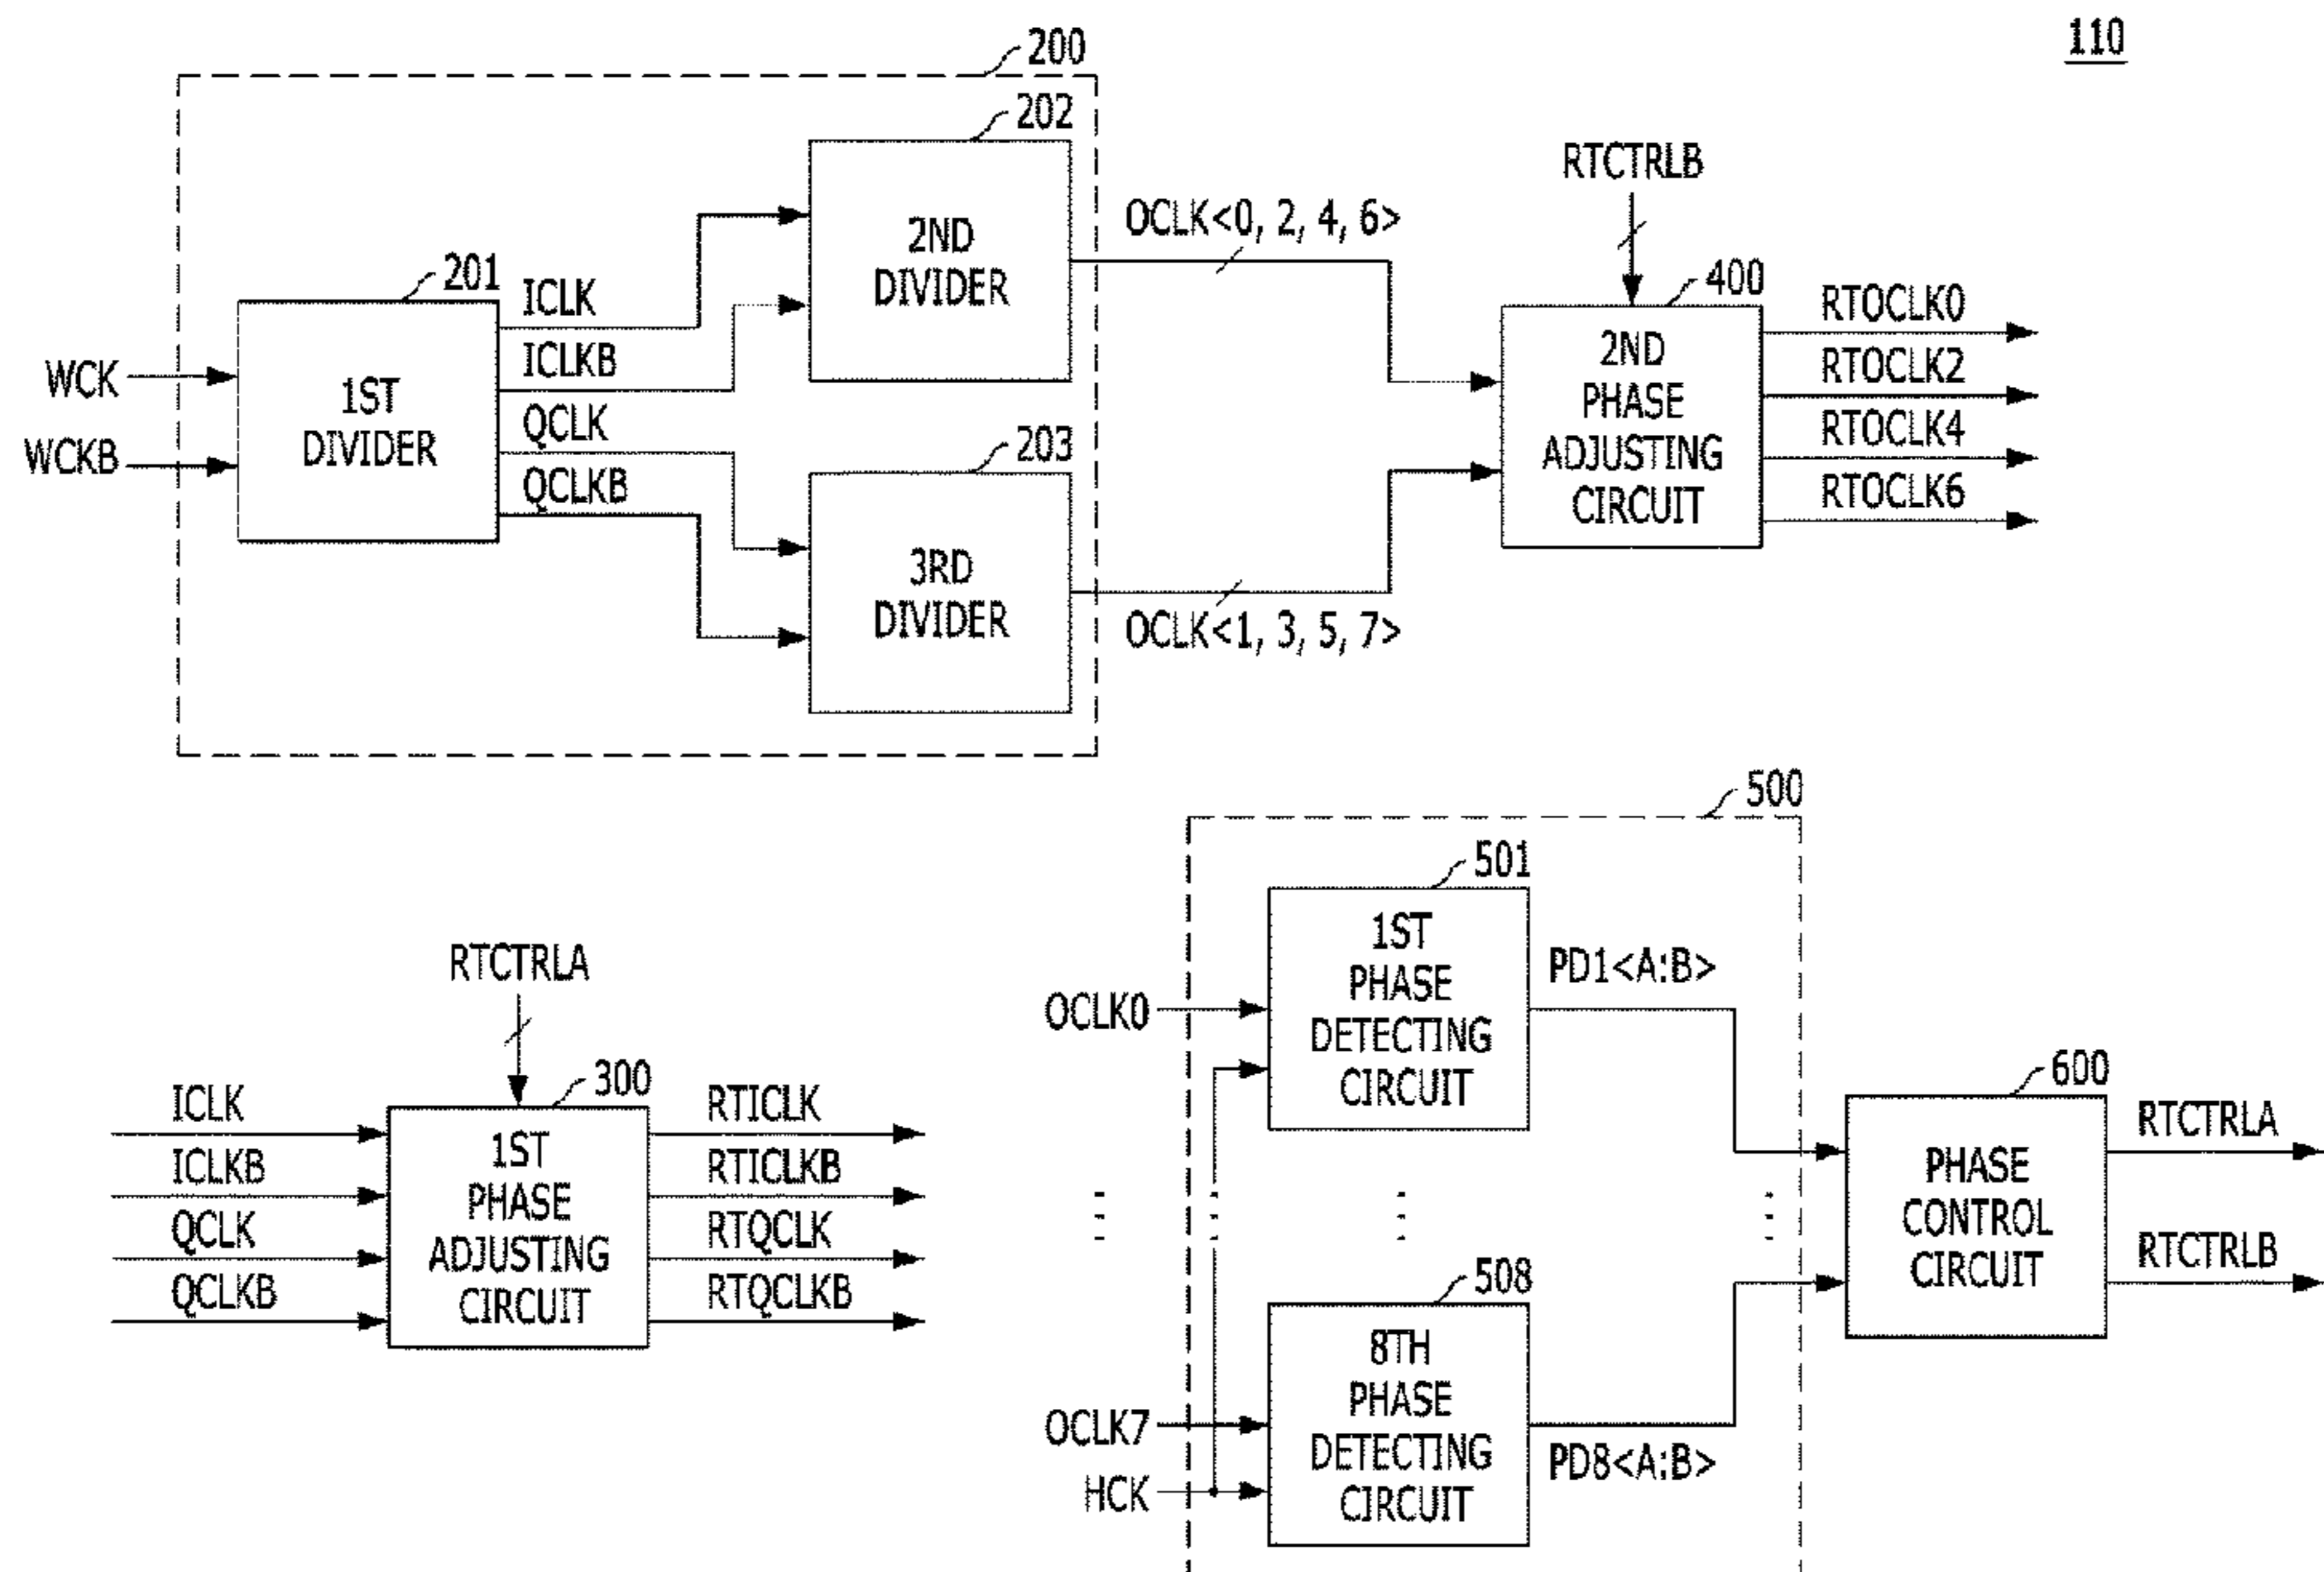 110
200
202
2ND
DIVIDER
201
1ST
DIVIDER
WCK
WCKB
ICLK
ICLKB
QCLK
QCLKB
203
3RD
DIVIDER
OCLK<0, 2, 4, 6>
OCLK<1, 3, 5, 7>
RTCTRLB
400
2ND
PHASE
ADJUSTING
CIRCUIT
RTOCLK0
RTOCLK2
RTOCLK4
RTOCLK6
RTCTRLA
300
ICLK
ICLKB
QCLK
QCLKB
1ST
PHASE
ADJUSTING
CIRCUIT
RTICLK
RTICLKB
RTQCLK
RTQCLKB
500
501
OCLK0
1ST
PHASE
DETECTING
CIRCUIT
PD1<A:B>
508
OCLK7
HCK
8TH
PHASE
DETECTING
CIRCUIT
PD8<A:B>
600
PHASE
CONTROL
CIRCUIT
RTCTRLA
RTCTRLB